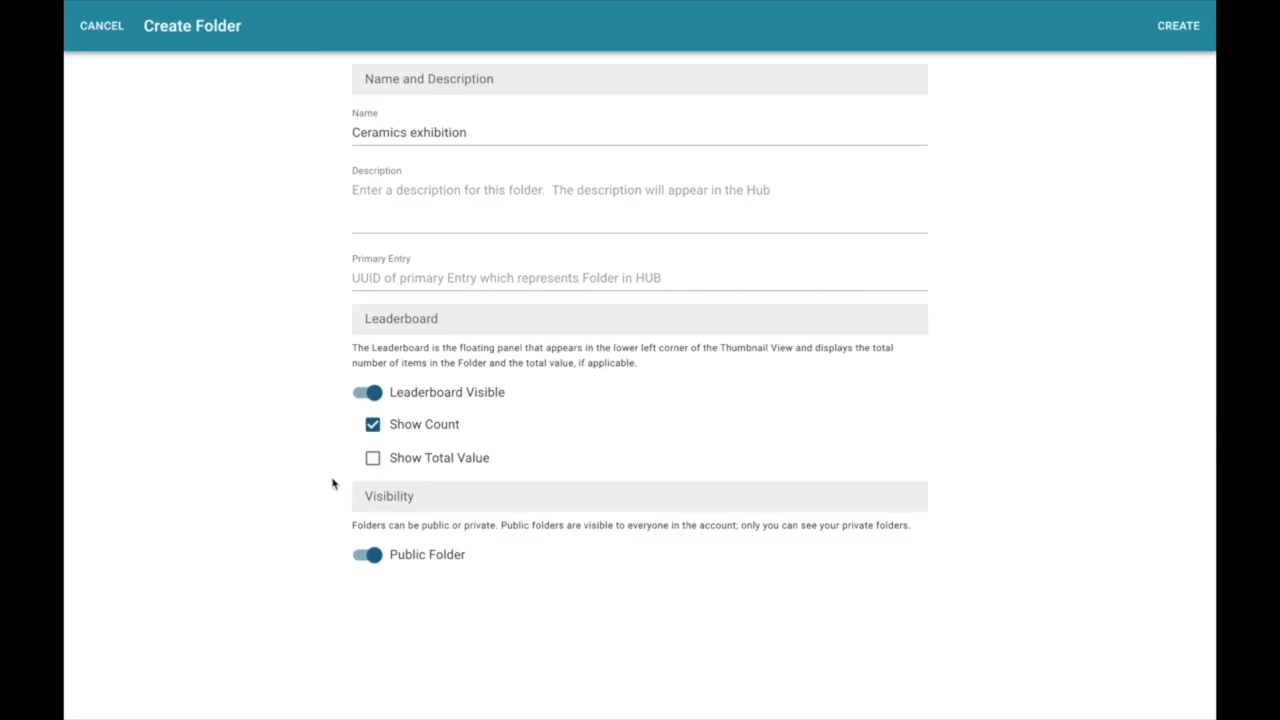 CANCEL Create Folder CREATE
Name and Description
Name
Ceramics exhibition
Description
Enter a description for this folder.  The description will appear in the Hub
Primary Entry
UUID of primary Entry which represents Folder in HUB
Leaderboard
The Leaderboard is the floating panel that appears in the lower left corner of the Thumbnail View and displays the total
number of items in the Folder and the total value, if applicable.
Leaderboard Visible
Show Count
Show Total Value
Visibility
Folders can be public or private. Public folders are visible to everyone in the account; only you can see your private folders.
Public Folder